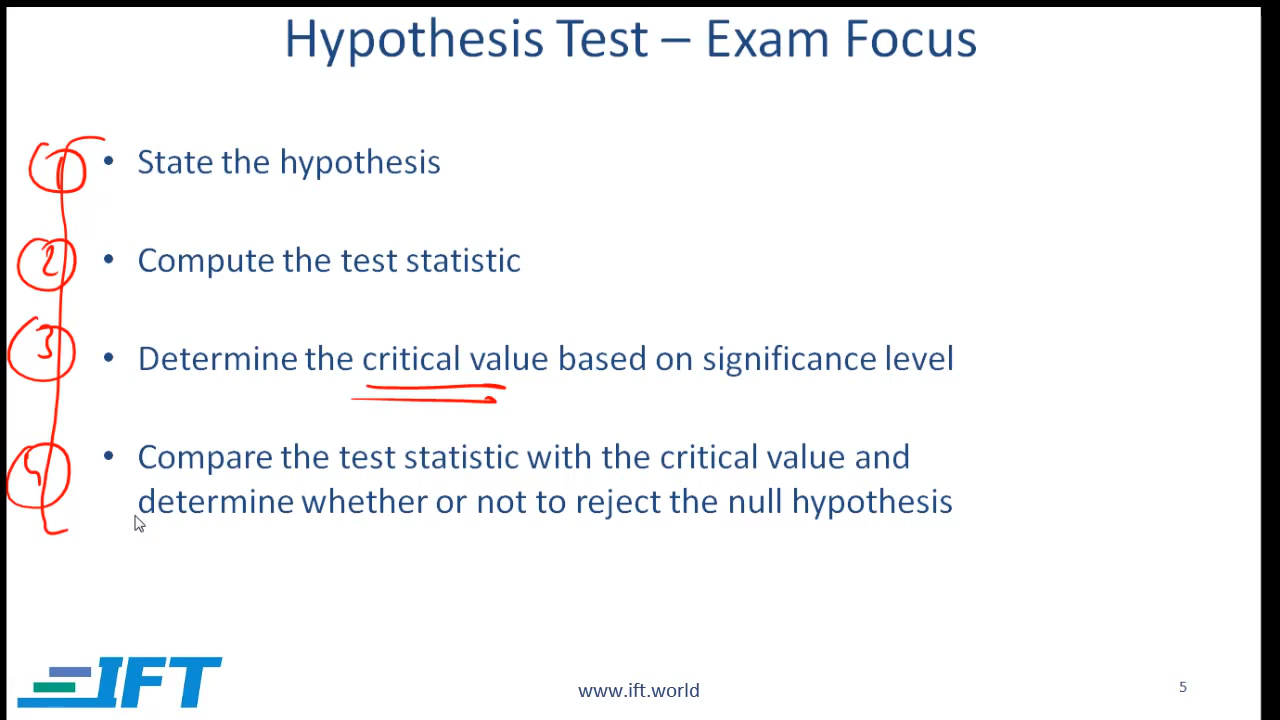 Hypothesis Test – Exam Focus
1 • State the hypothesis
2 • Compute the test statistic
3 • Determine the critical value based on significance level
4 • Compare the test statistic with the critical value and
determine whether or not to reject the null hypothesis
IFT
www.ift.world
5